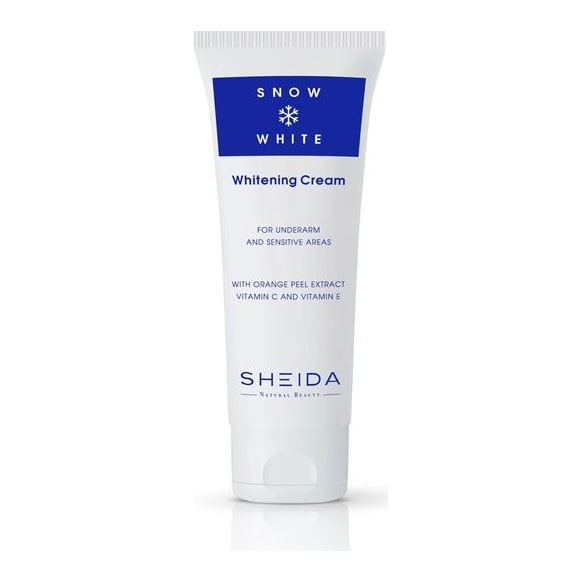 SNOW
WHITE
Whitening Cream
FOR UNDERARM
AND SENSITIVE AREAS
WITH ORANGE PEEL EXTRACT
VITAMIN C AND VITAMIN E
SHEIDA
NATURAL BEAUTY